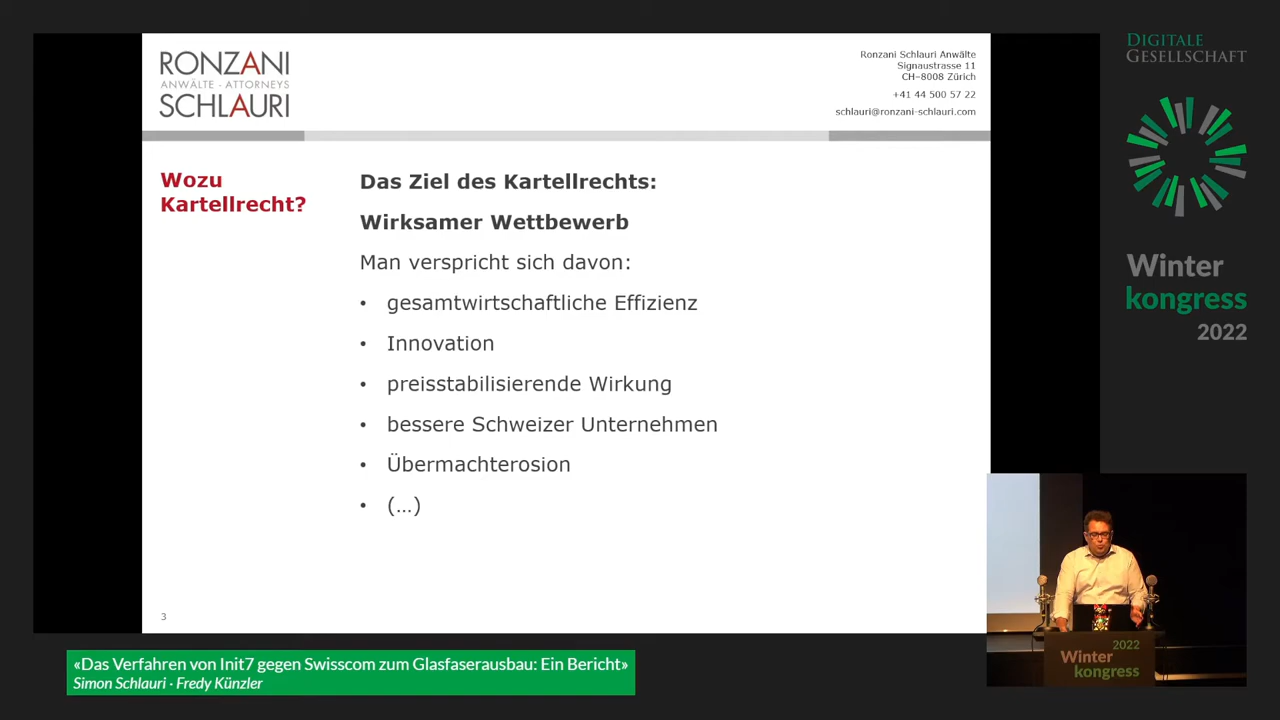 RONZANI
ANWÄLTE · ATTORNEYS
SCHLAURI
Ronzani Schlauri Anwälte
Signaustrasse 11
CH–8008 Zürich
+41 44 500 57 22
schlauri@ronzani-schlauri.com
Wozu
Kartellrecht?
Das Ziel des Kartellrechts:
Wirksamer Wettbewerb
Man verspricht sich davon:
• gesamtwirtschaftliche Effizienz
• Innovation
• preisstabilisierende Wirkung
• bessere Schweizer Unternehmen
• Übermachterosion
• (…)
3
DIGITALE
GESELLSCHAFT
Winter
kongress
2022
2022
Winter
kongress
«Das Verfahren von Init7 gegen Swisscom zum Glasfaserausbau: Ein Bericht»
Simon Schlauri · Fredy Künzler